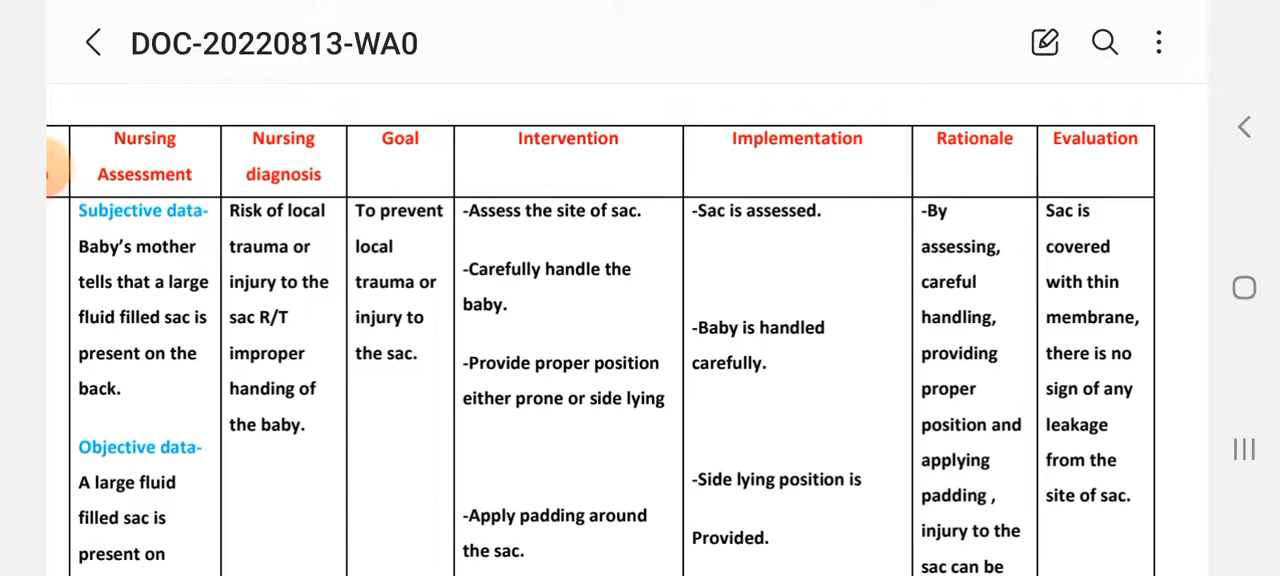 DOC-20220813-WA0
Nursing
Assessment
Nursing
diagnosis
Goal
Intervention
Implementation
Rationale
Evaluation
Subjective data-
Baby's mother
tells that a large
fluid filled sac is
present on the
back.
Objective data-
A large fluid
filled sac is
present on
Risk of local
trauma or
injury to the
sac R/T
improper
handing of
the baby.
To prevent
local
trauma or
injury to
the sac.
-Assess the site of sac.
-Carefully handle the
baby.
-Provide proper position
either prone or side lying
-Apply padding around
the sac.
-Sac is assessed.
-Baby is handled
carefully.
-Side lying position is
Provided.
-By
assessing,
careful
handling,
providing
proper
position and
applying
padding ,
injury to the
sac can be
Sac is
covered
with thin
membrane,
there is no
sign of any
leakage
from the
site of sac.